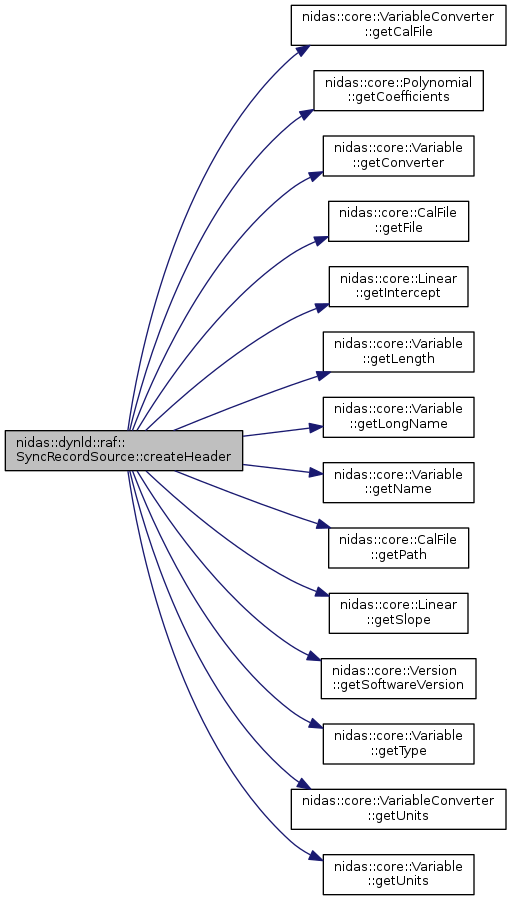 nidas::core::VariableConverter
::getCalFile
nidas::core::Polynomial
::getCoefficients
nidas::core::Variable
::getConverter
nidas::core::CalFile
::getFile
nidas::core::Linear
::getIntercept
nidas::core::Variable
::getLength
nidas::core::Variable
::getLongName
nidas::dynld::raf::
SyncRecordSource::createHeader
nidas::core::Variable
::getName
nidas::core::CalFile
::getPath
nidas::core::Linear
::getSlope
nidas::core::Version
::getSoftwareVersion
nidas::core::Variable
::getType
nidas::core::VariableConverter
::getUnits
nidas::core::Variable
::getUnits